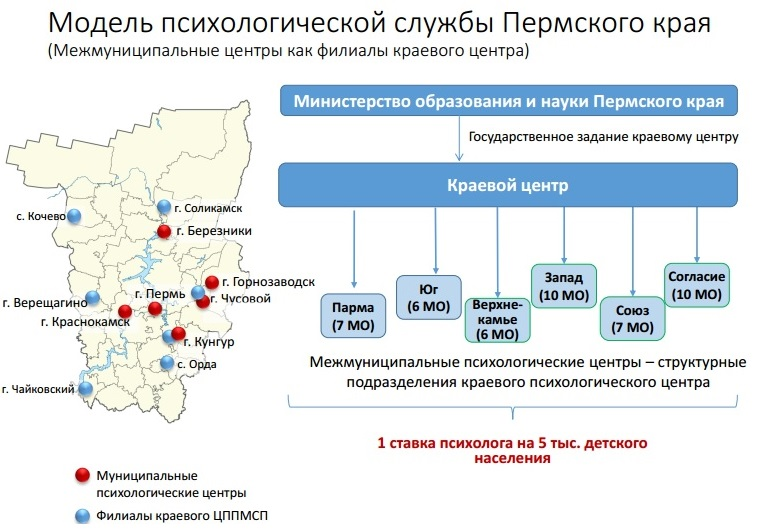 Модель психологической службы Пермского края
(Межмуниципальные центры как филиалы краевого центра)
Министерство образования и науки Пермского края
Государственное задание краевому центру
Краевой центр
с. Кочево
г. Соликамск
г. Березники
г. Горнозаводск
г. Верещагино
г. Пермь
г. Чусовой
г. Краснокамск
г. Кунгур
с. Орда
г. Чайковский
Парма
(7 МО)
Юг
(6 МО)
Верхне-
камье
(6 МО)
Запад
(10 МО)
Союз
(7 МО)
Согласие
(10 МО)
Межмуниципальные психологические центры – структурные
подразделения краевого психологического центра
1 ставка психолога на 5 тыс. детского
населения
Муниципальные
психологические центры
Филиалы краевого ЦППМСП